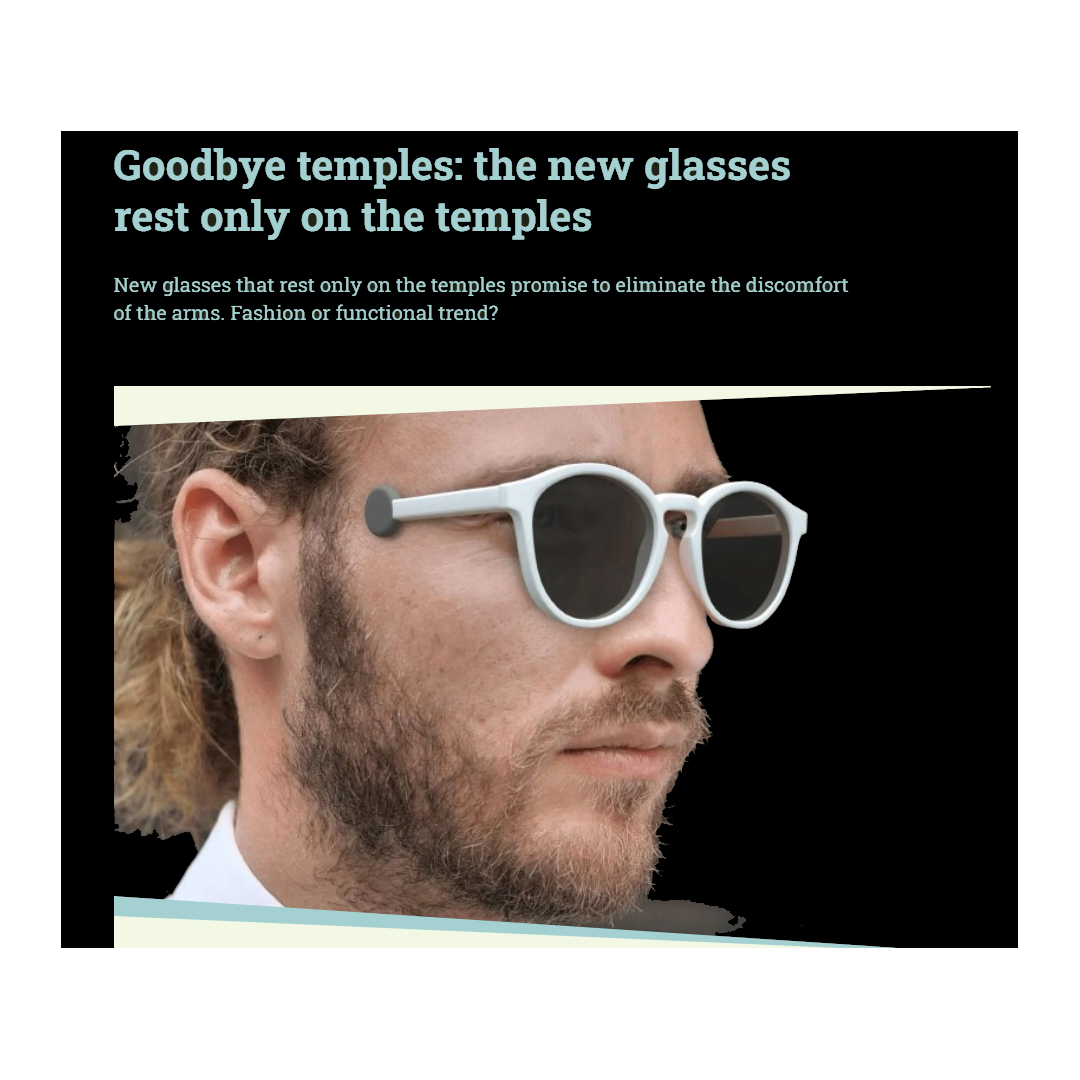 Goodbye temples: the new glasses
rest only on the temples
New glasses that rest only on the temples promise to eliminate the discomfort
of the arms. Fashion or functional trend?